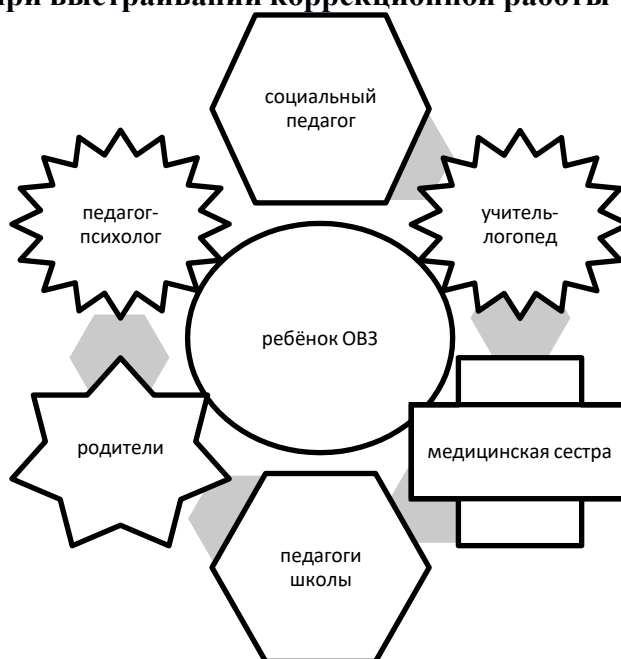 при выстраивании коррекционной работы
социальный
педагог
педагог-
психолог
учитель-
логопед
ребёнок ОВЗ
родители
медицинская сестра
педагоги
школы